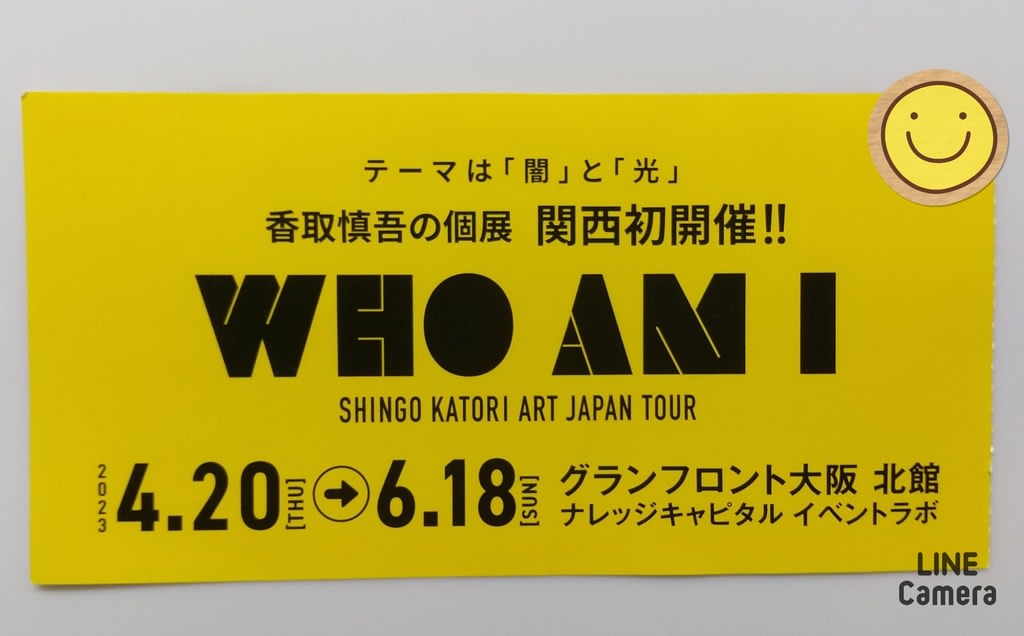 テーマは「闇」と「光」
香取慎吾の個展 関西初開催!!
WHO AM I
SHINGO KATORI ART JAPAN TOUR
2023 4.20 [THU] → 6.18 [SUN]
グランフロント大阪 北館
ナレッジキャピタル イベントラボ
LINE
Camera